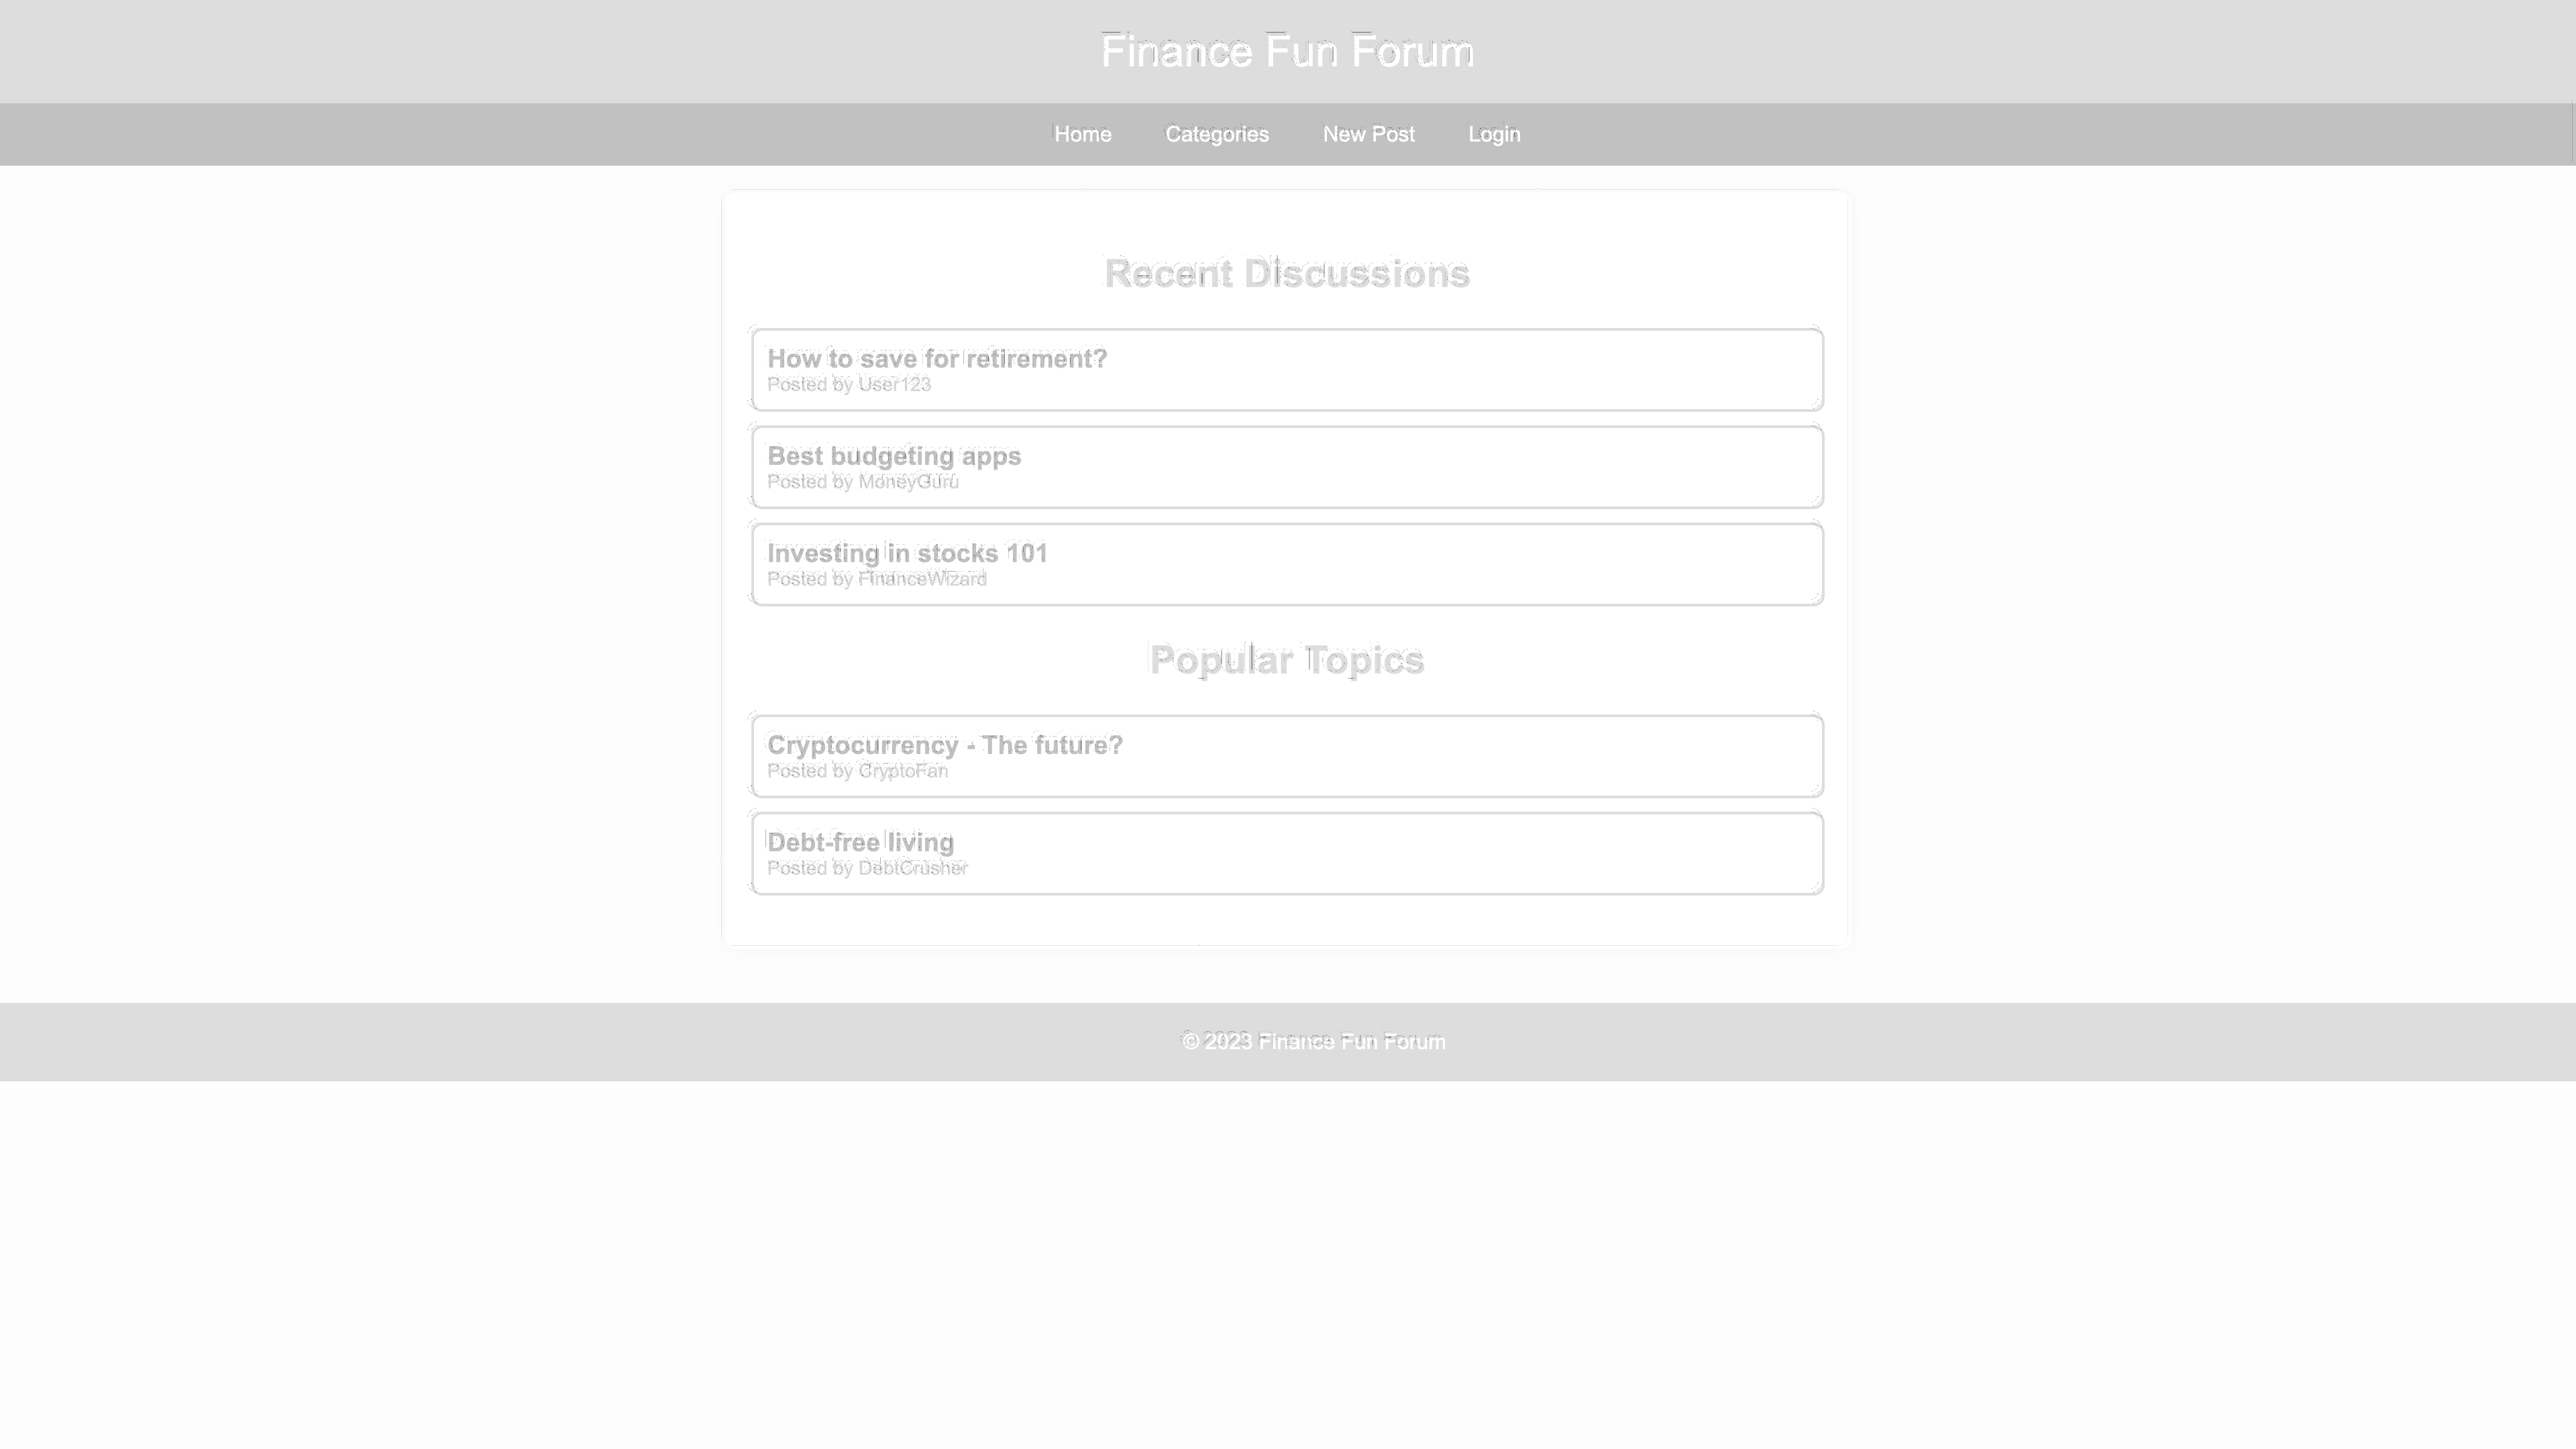 Finance Fun Forum
Home Categories New Post Login
Recent Discussions
How to save for retirement?
Posted by User123
Best budgeting apps
Posted by MoneyGuru
Investing in stocks 101
Posted by FinanceWizard
Popular Topics
Cryptocurrency - The future?
Posted by CryptoFan
Debt-free living
Posted by DebtCrusher
© 2023 Finance Fun Forum